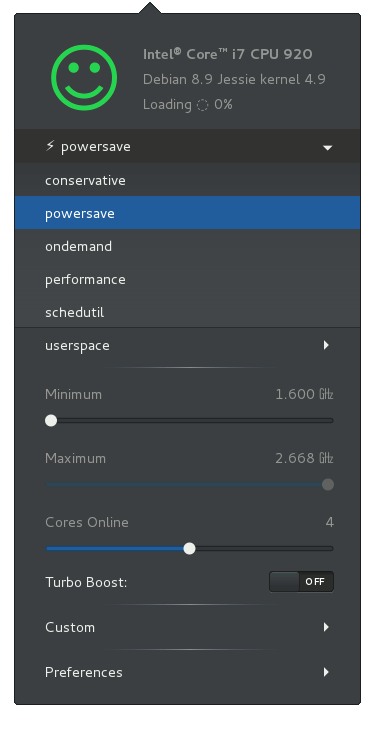 Intel® Core™ i7 CPU 920
Debian 8.9 Jessie kernel 4.9
Loading ◌ 0%
⚡ powersave
conservative
powersave
ondemand
performance
schedutil
userspace
Minimum 1.600 ㎓
Maximum 2.668 ㎓
Cores Online 4
Turbo Boost: OFF
Custom
Preferences